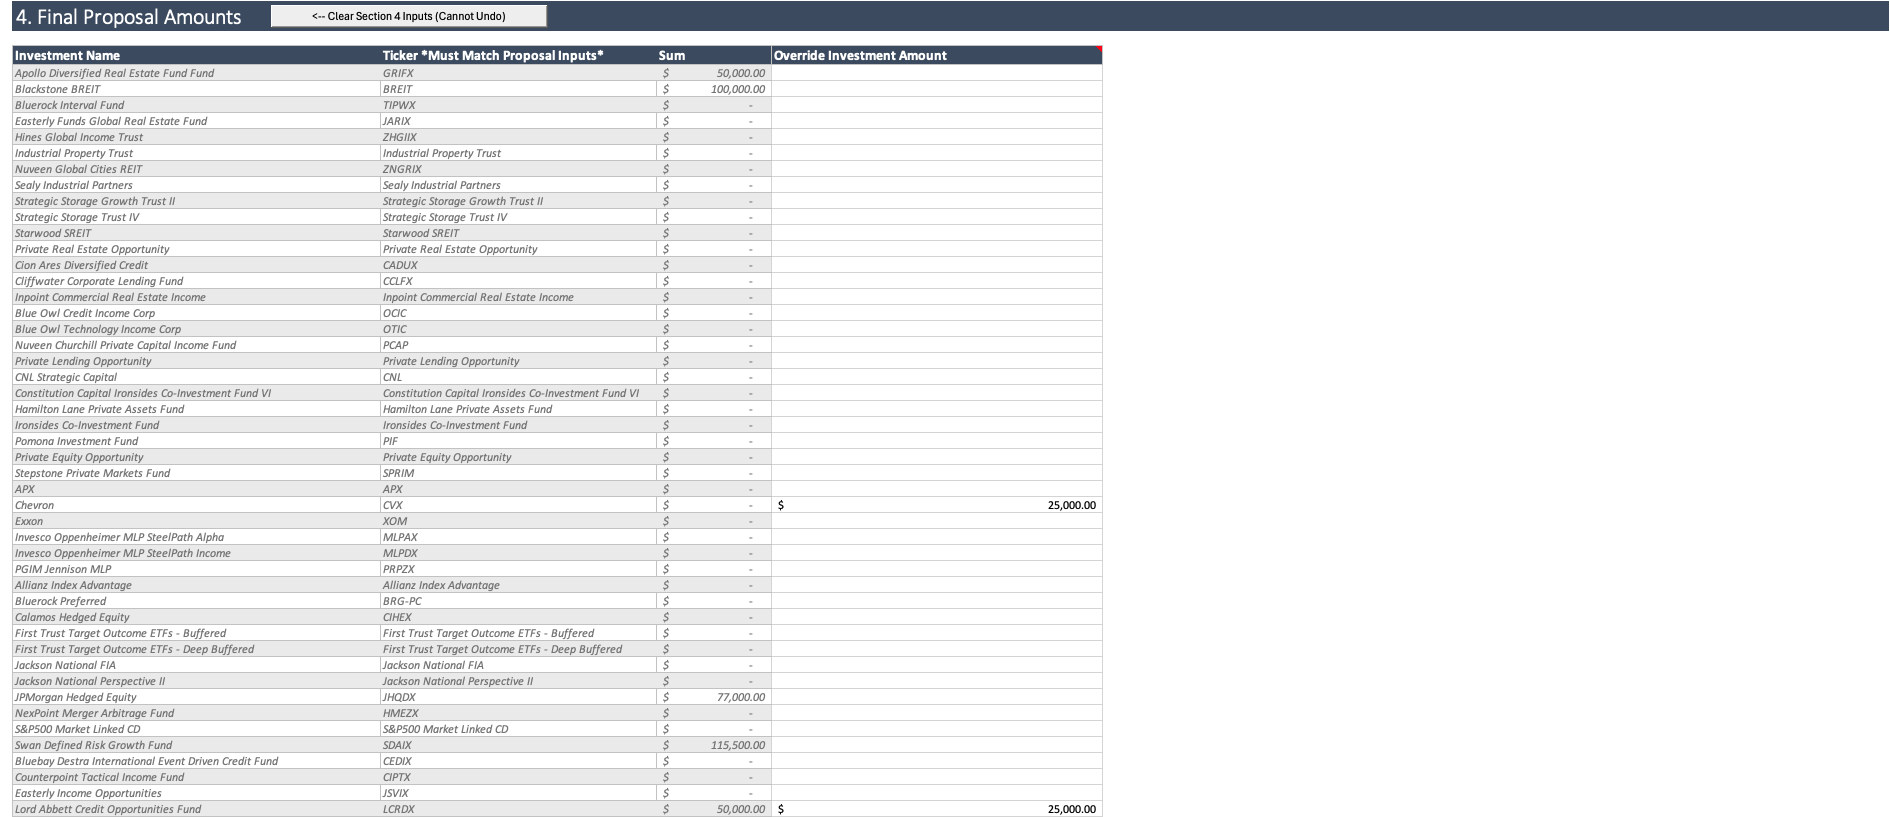 4. Final Proposal Amounts <-- Clear Section 4 Inputs (Cannot Undo)
Investment Name Ticker *Must Match Proposal Inputs* Sum Override Investment Amount
Apollo Diversified Real Estate Fund Fund GRIFX $ 50,000.00
Blackstone BREIT BREIT $ 100,000.00
Bluerock Interval Fund TIPWX $ -
Easterly Funds Global Real Estate Fund JARIX $ -
Hines Global Income Trust ZHGIIX $ -
Industrial Property Trust Industrial Property Trust $ -
Nuveen Global Cities REIT ZNGRIX $ -
Sealy Industrial Partners Sealy Industrial Partners $ -
Strategic Storage Growth Trust II Strategic Storage Growth Trust II $ -
Strategic Storage Trust IV Strategic Storage Trust IV $ -
Starwood SREIT Starwood SREIT $ -
Private Real Estate Opportunity Private Real Estate Opportunity $ -
Cion Ares Diversified Credit CADUX $ -
Cliffwater Corporate Lending Fund CCLFX $ -
Inpoint Commercial Real Estate Income Inpoint Commercial Real Estate Income $ -
Blue Owl Credit Income Corp OCIC $ -
Blue Owl Technology Income Corp OTIC $ -
Nuveen Churchill Private Capital Income Fund PCAP $ -
Private Lending Opportunity Private Lending Opportunity $ -
CNL Strategic Capital CNL $ -
Constitution Capital Ironsides Co-Investment Fund VI Constitution Capital Ironsides Co-Investment Fund VI $ -
Hamilton Lane Private Assets Fund Hamilton Lane Private Assets Fund $ -
Ironsides Co-Investment Fund Ironsides Co-Investment Fund $ -
Pomona Investment Fund PIF $ -
Private Equity Opportunity Private Equity Opportunity $ -
Stepstone Private Markets Fund SPRIM $ -
APX APX $ -
Chevron CVX $ - $ 25,000.00
Exxon XOM $ -
Invesco Oppenheimer MLP SteelPath Alpha MLPAX $ -
Invesco Oppenheimer MLP SteelPath Income MLPDX $ -
PGIM Jennison MLP PRPZX $ -
Allianz Index Advantage Allianz Index Advantage $ -
Bluerock Preferred BRG-PC $ -
Calamos Hedged Equity CIHEX $ -
First Trust Target Outcome ETFs - Buffered First Trust Target Outcome ETFs - Buffered $ -
First Trust Target Outcome ETFs - Deep Buffered First Trust Target Outcome ETFs - Deep Buffered $ -
Jackson National FIA Jackson National FIA $ -
Jackson National Perspective II Jackson National Perspective II $ -
JPMorgan Hedged Equity JHQDX $ 77,000.00
NexPoint Merger Arbitrage Fund HMEZX $ -
S&P500 Market Linked CD S&P500 Market Linked CD $ -
Swan Defined Risk Growth Fund SDAIX $ 115,500.00
Bluebay Destra International Event Driven Credit Fund CEDIX $ -
Counterpoint Tactical Income Fund CIPTX $ -
Easterly Income Opportunities JSVIX $ -
Lord Abbett Credit Opportunities Fund LCRDX $ 50,000.00 $ 25,000.00